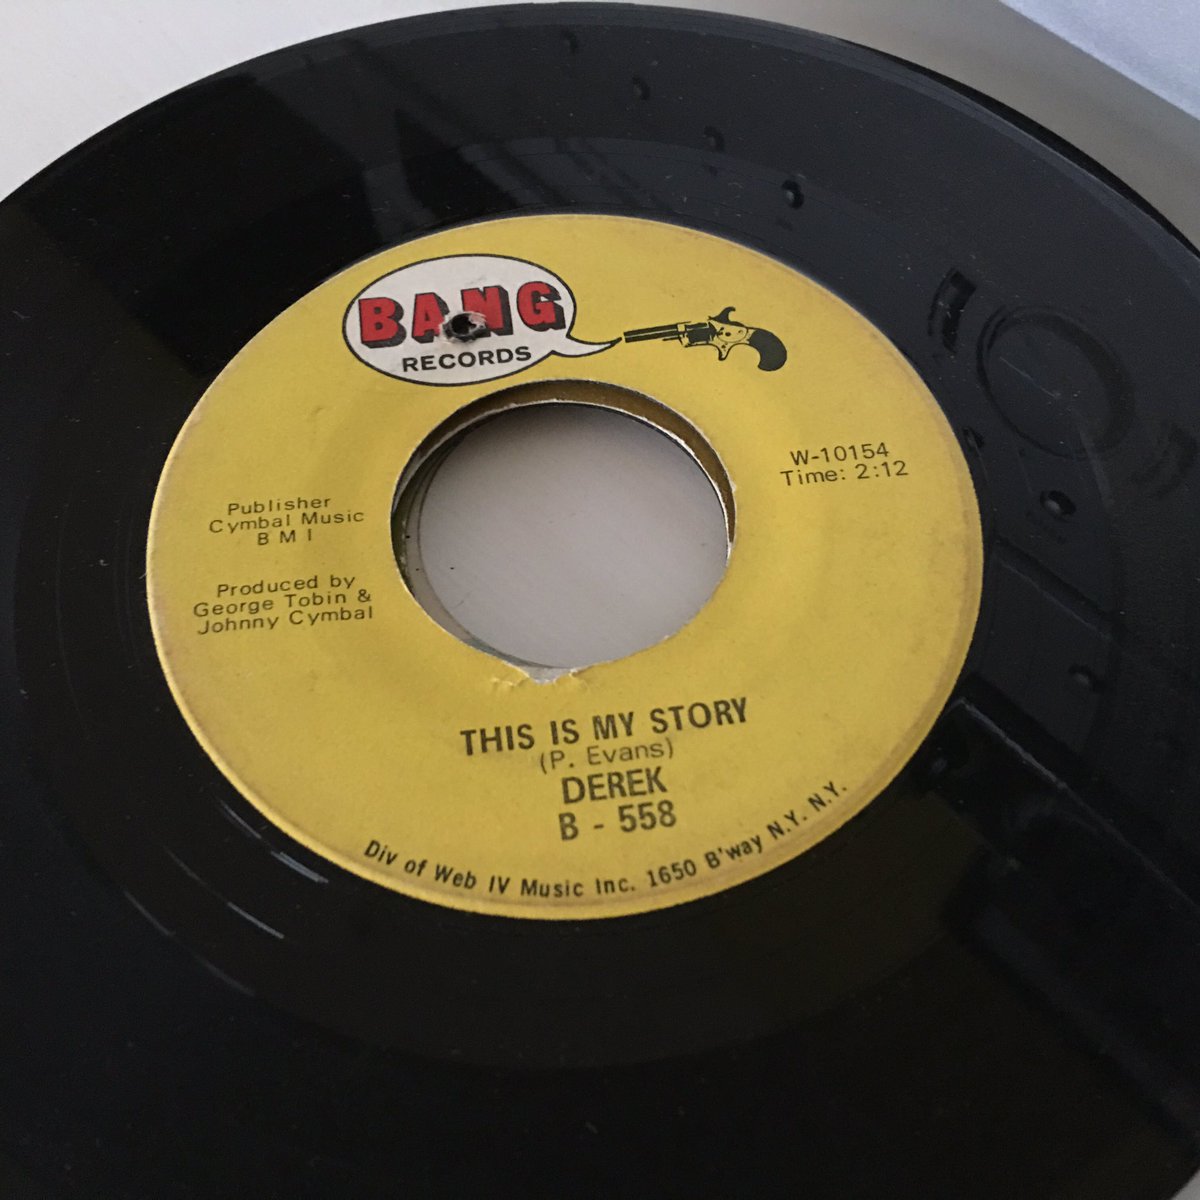 BANG
RECORDS
W-10154
Time: 2:12
Publisher
Cymbal Music
B M I
Produced by
George Tobin &
Johnny Cymbal
THIS IS MY STORY
(P. Evans)
DEREK
B - 558
Div of Web IV Music Inc. 1650 B'way N.Y. N.Y.